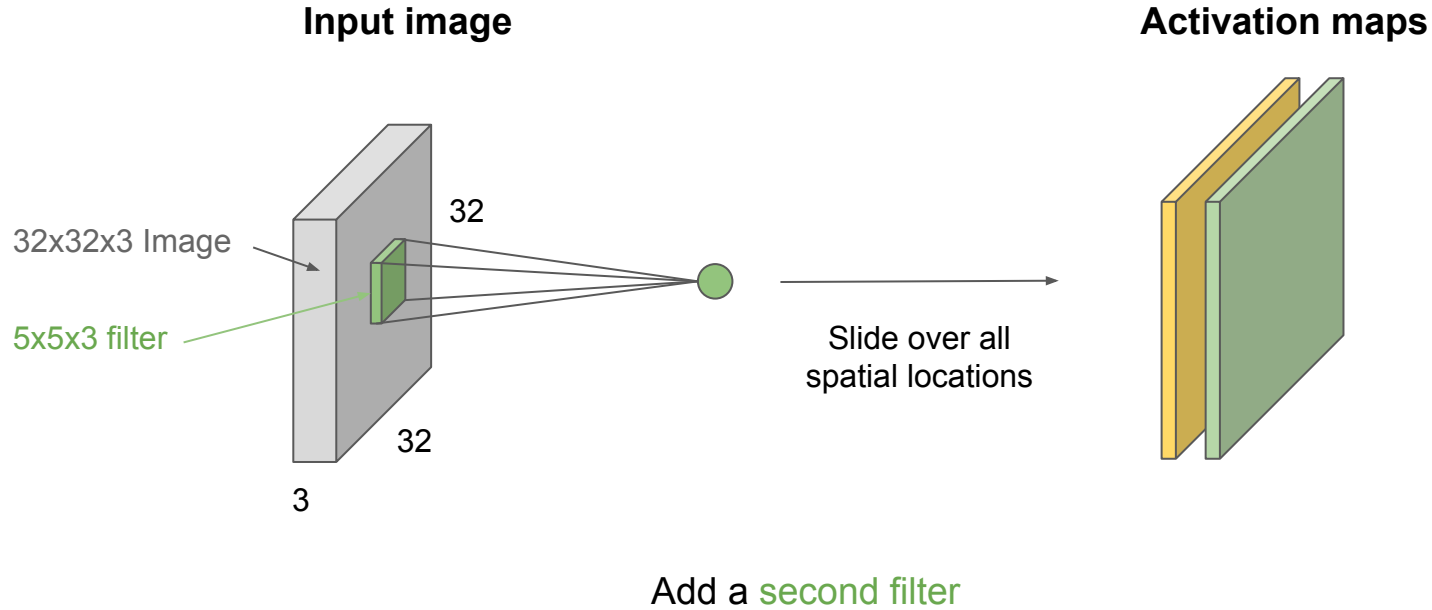 Input image
Activation maps
32
32x32x3 Image
5x5x3 filter
Slide over all
spatial locations
32
3
Add a second filter